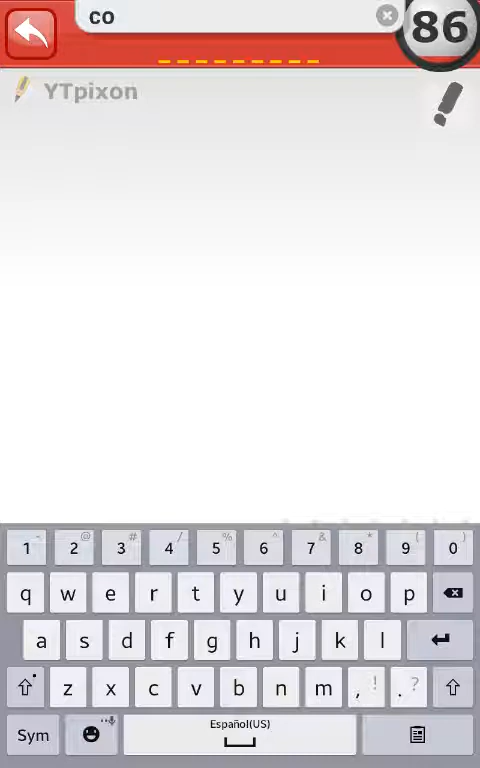 co
86
YTpixon
1 - 2 @ 3 # 4 / 5 % 6 ^ 7 & 8 * 9 ( 0 )
q w e r t y u i o p
a s d f g h j k l
z x c v b n m , ! . ?
Sym Español(US)